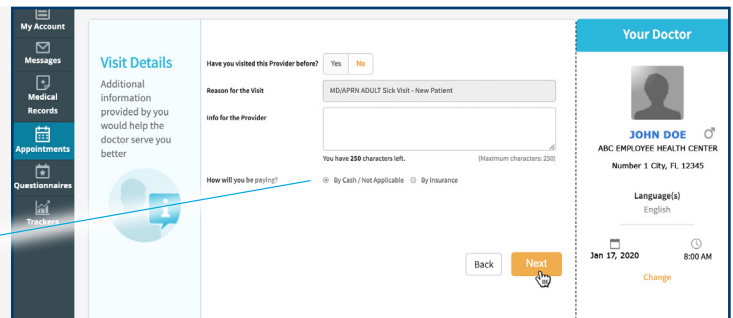 My Account
Messages
Medical
Records
Appointments
Questionnaires
Trackers
Visit Details
Additional
information
provided by you
would help the
doctor serve you
better
Have you visited this Provider before?
Yes No
Reason for the Visit
MD/APRN ADULT Sick Visit - New Patient
Info for the Provider
You have 250 characters left.
(Maximum characters: 250)
How will you be paying?
By Cash / Not Applicable By Insurance
Back Next
Your Doctor
JOHN DOE
ABC EMPLOYEE HEALTH CENTER
Number 1 City, FL 12345
Language(s)
English
Jan 17, 2020 8:00 AM
Change